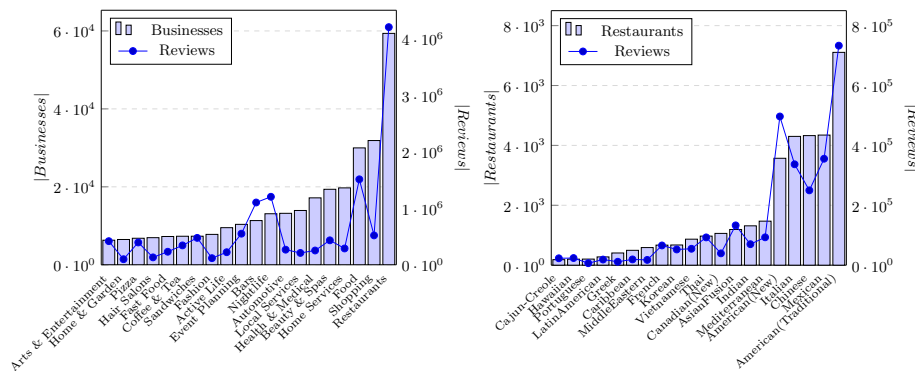 Businesses
Reviews
|Businesses|
6 · 10^4
4 · 10^4
2 · 10^4
0 · 10^0
|Reviews|
4 · 10^6
3 · 10^6
2 · 10^6
1 · 10^6
0 · 10^0
Arts & Entertainment
Home & Garden
Pizza
Salons
Hair
Fast Food
Coffee & Tea
Sandwiches
Fashion
Active Life
Event Planning
Bars
Nightlife
Automotive
Local Services
Health & Medical
Beauty & Spas
Home Services
Food
Shopping
Restaurants
Restaurants
Reviews
|Restaurants|
8 · 10^3
6 · 10^3
4 · 10^3
2 · 10^3
0 · 10^0
|Reviews|
8 · 10^5
6 · 10^5
4 · 10^5
2 · 10^5
0 · 10^0
Cajun-Creole
Hawaiian
Portuguese
LatinAmerican
Greek
Caribbean
MiddleEastern
French
Korean
Vietnamese
Thai
Canadian(New)
AsianFusion
Indian
Mediterranean
American(New)
Italian
Chinese
Mexican
American(Traditional)